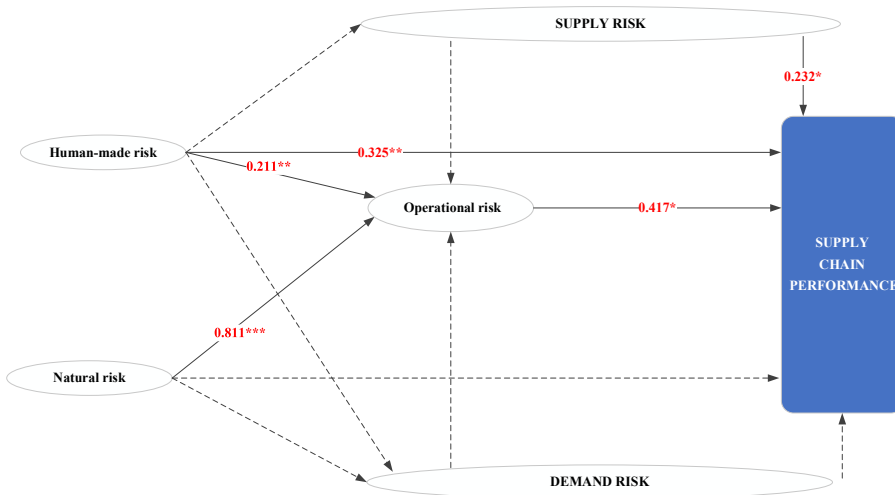 SUPPLY RISK
0.232*
Human-made risk
0.325**
0.211**
Operational risk
0.417*
SUPPLY
CHAIN
PERFORMANCE
0.811***
Natural risk
DEMAND RISK